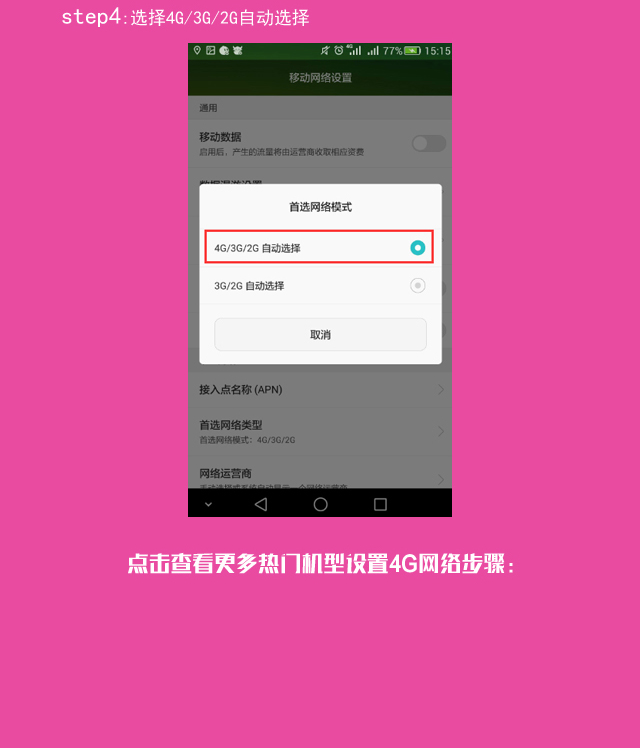 step4:选择4G/3G/2G自动选择
4G 77% 15:15
移动网络设置
通用
移动数据
启用后，产生的流量将由运营商收取相应资费
数据漫游设置
首选网络模式
4G/3G/2G 自动选择
3G/2G 自动选择
取消
接入点名称 (APN)
首选网络类型
首选网络模式：4G/3G/2G
网络运营商
点击查看更多热门机型设置4G网络步骤：